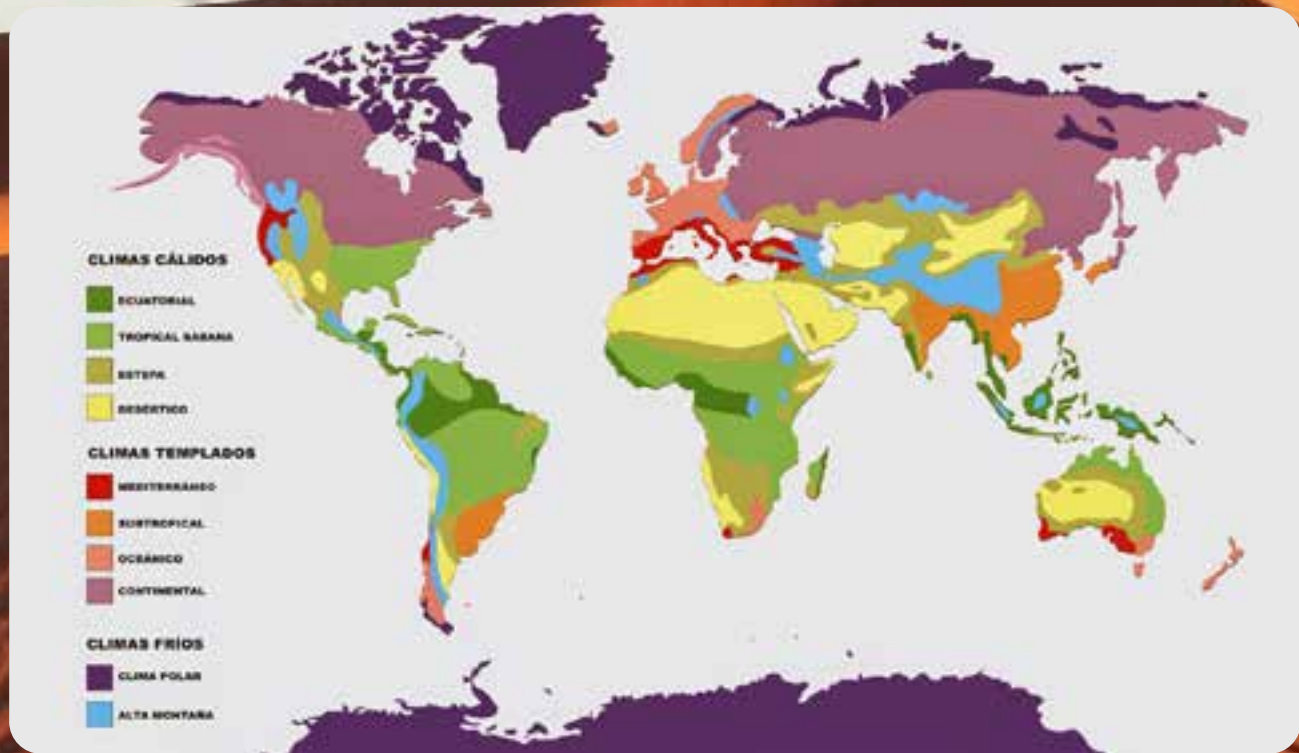 CLIMAS CÁLIDOS
ECUATORIAL
TROPICAL SABANA
ESTEPA
DESÉRTICO
CLIMAS TEMPLADOS
MEDITERRÁNEO
SUBTROPICAL
OCEÁNICO
CONTINENTAL
CLIMAS FRÍOS
CLIMA POLAR
ALTA MONTAÑA